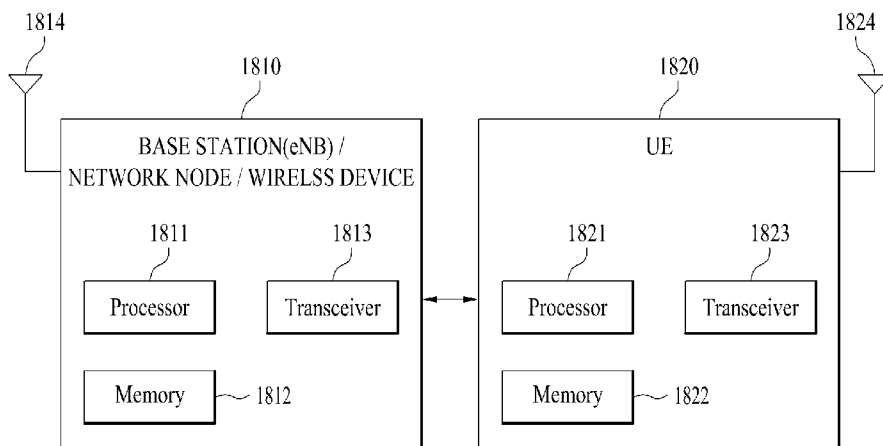 1814
1824
1810
1820
BASE STATION(eNB) /
NETWORK NODE / WIRELSS DEVICE
UE
1811
1813
1821
1823
Processor
Transceiver
Processor
Transceiver
Memory
1812
Memory
1822